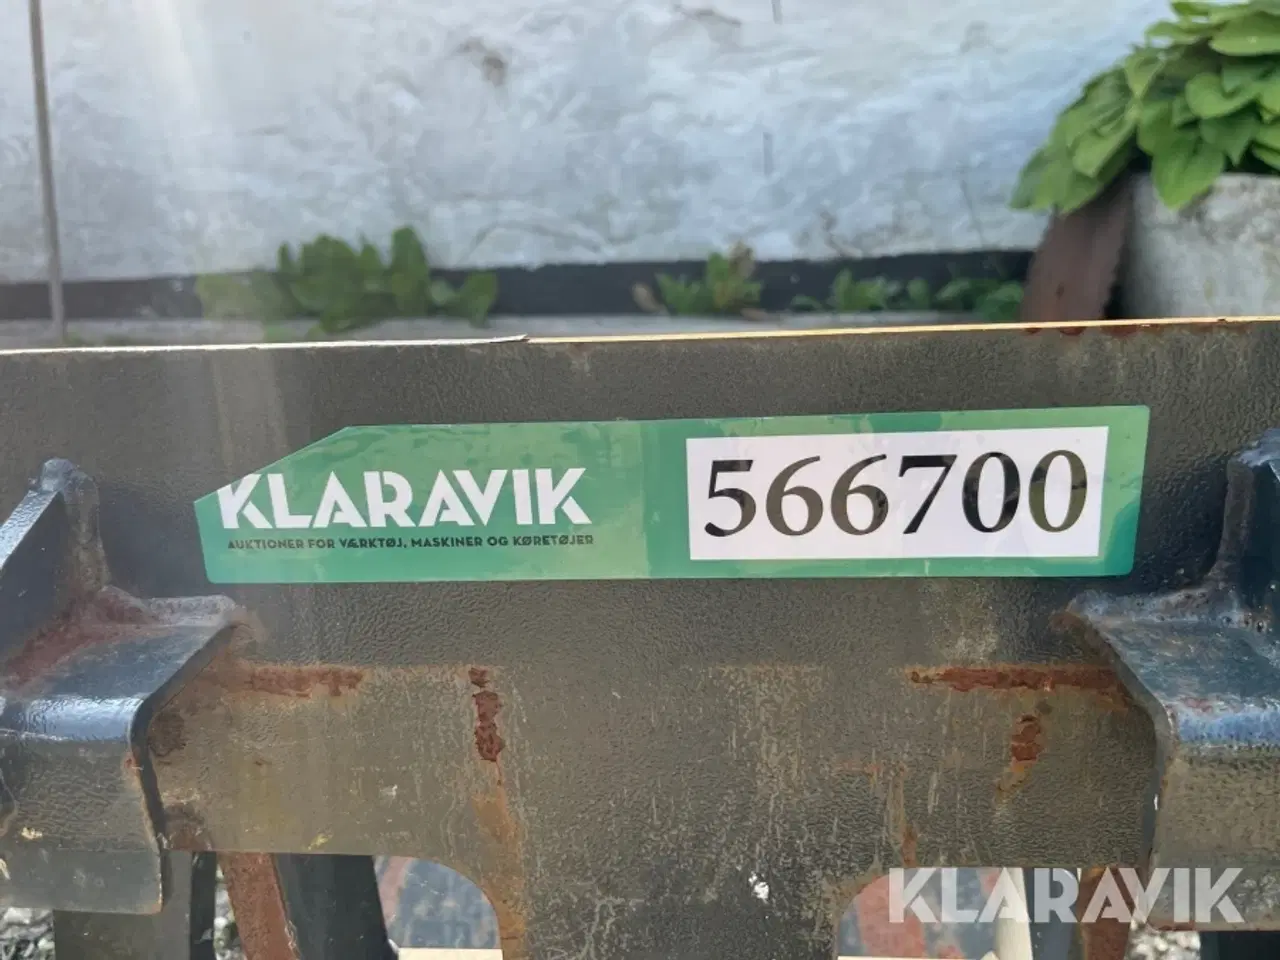 KLARAVIK
AUKTIONER FOR VÆRKTØJ, MASKINER OG KØRETØJER
566700
KLARAVIK